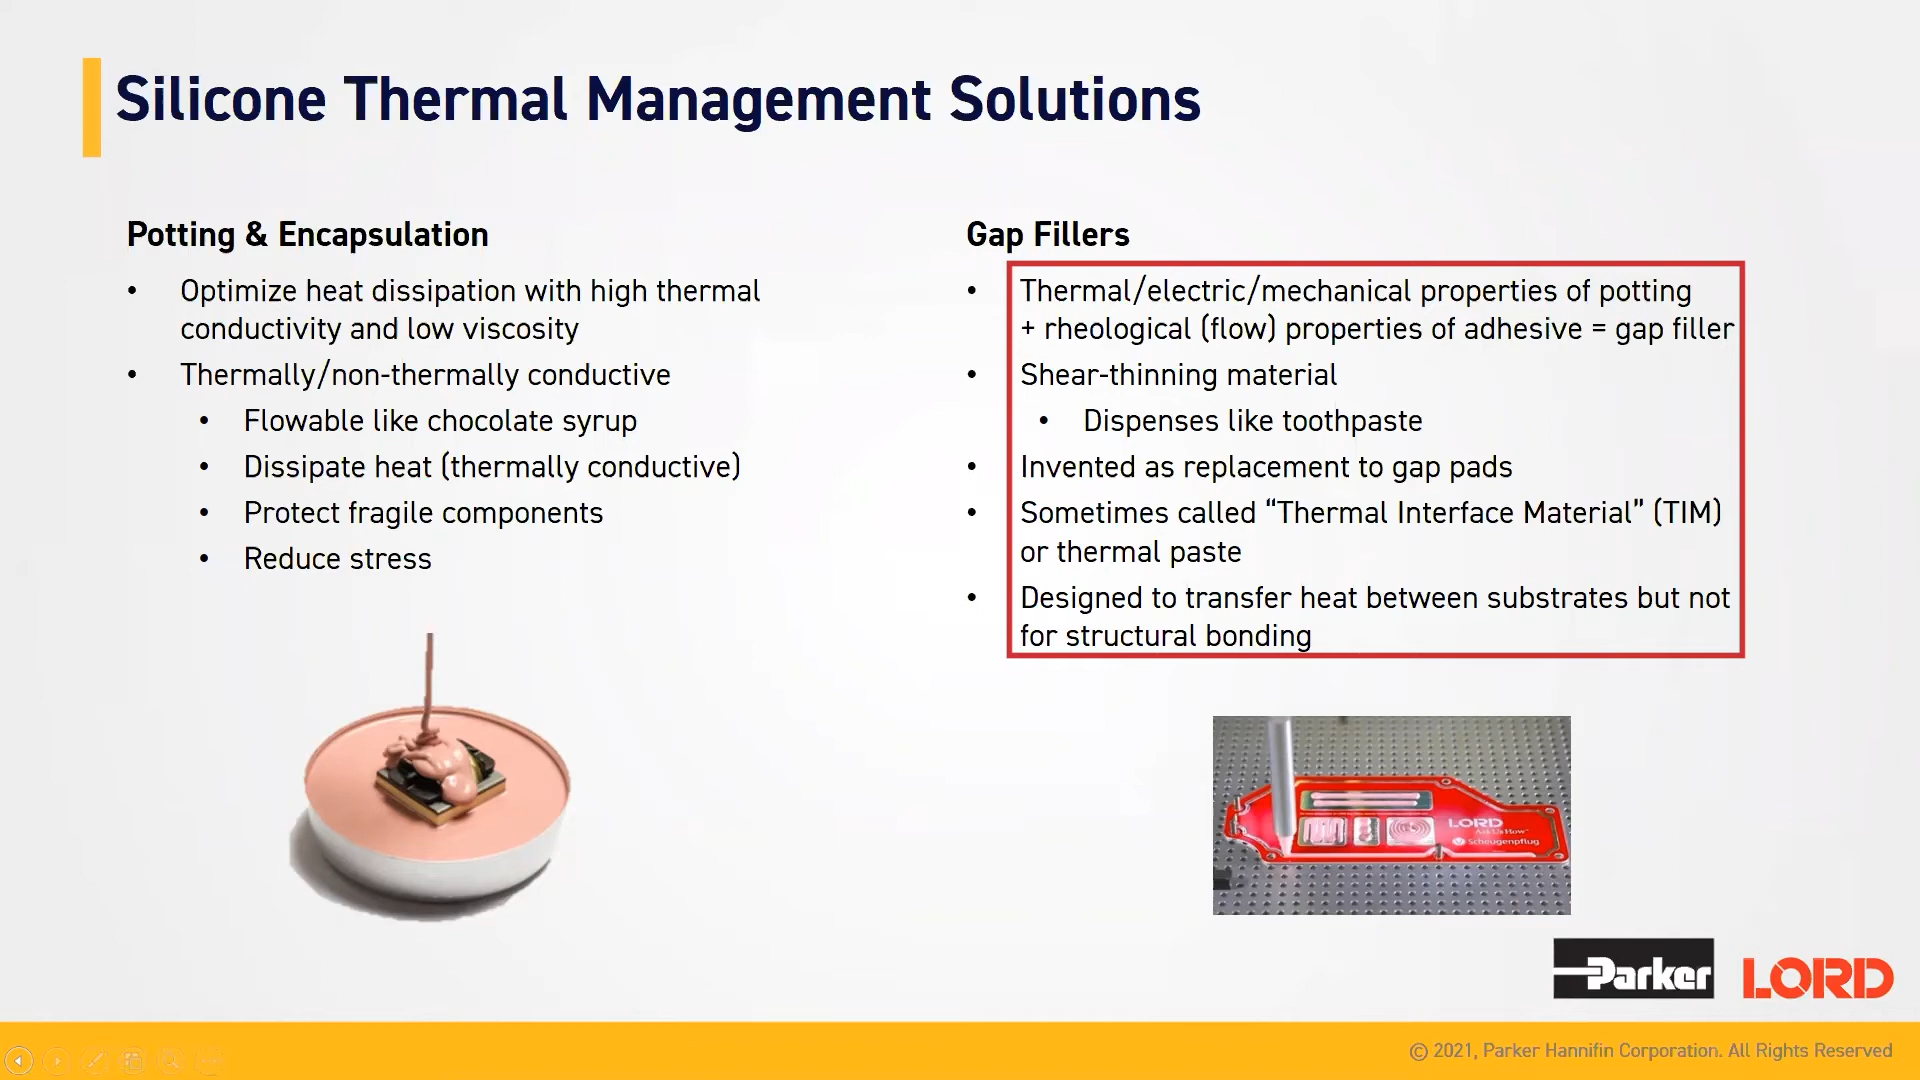 Silicone Thermal Management Solutions
Potting & Encapsulation
• Optimize heat dissipation with high thermal
conductivity and low viscosity
• Thermally/non-thermally conductive
• Flowable like chocolate syrup
• Dissipate heat (thermally conductive)
• Protect fragile components
• Reduce stress
Gap Fillers
• Thermal/electric/mechanical properties of potting
+ rheological (flow) properties of adhesive = gap filler
• Shear-thinning material
• Dispenses like toothpaste
• Invented as replacement to gap pads
• Sometimes called “Thermal Interface Material” (TIM)
or thermal paste
• Designed to transfer heat between substrates but not
for structural bonding
LORD
AskUsHow™
Scheugenpflug
Parker LORD
© 2021, Parker Hannifin Corporation. All Rights Reserved